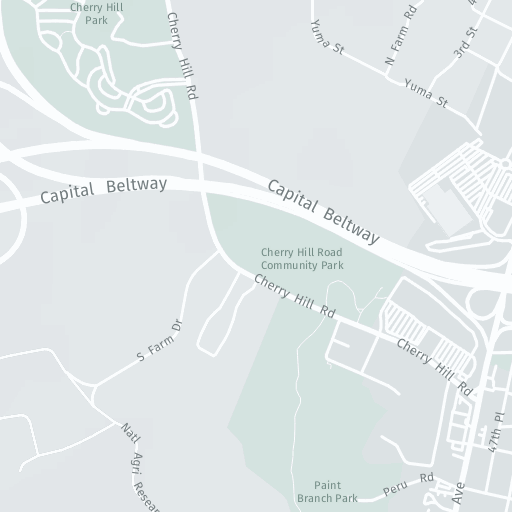 Cherry Hill
Park
Cherry Hill Rd
Yuma St
N Farm Rd
3rd St
4
Yuma St
Capital Beltway
Capital Beltway
Cherry Hill Road
Community Park
Cherry Hill Rd
S Farm Dr
Cherry Hill Rd
47th Pl
Natl Agri Resear
Paint
Branch Park
Peru Rd
Ave